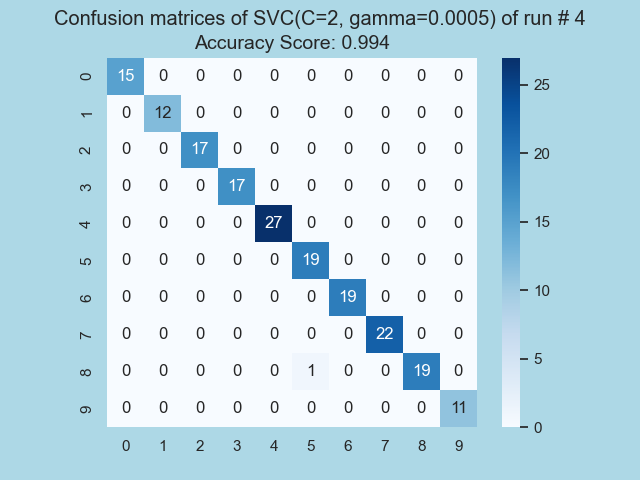 Confusion matrices of SVC(C=2, gamma=0.0005) of run # 4
Accuracy Score: 0.994
0 15 0 0 0 0 0 0 0 0 0
1 0 12 0 0 0 0 0 0 0 0
2 0 0 17 0 0 0 0 0 0 0
3 0 0 0 17 0 0 0 0 0 0
4 0 0 0 0 27 0 0 0 0 0
5 0 0 0 0 0 19 0 0 0 0
6 0 0 0 0 0 0 19 0 0 0
7 0 0 0 0 0 0 0 22 0 0
8 0 0 0 0 0 1 0 0 19 0
9 0 0 0 0 0 0 0 0 0 11
0 1 2 3 4 5 6 7 8 9
25
20
15
10
5
0